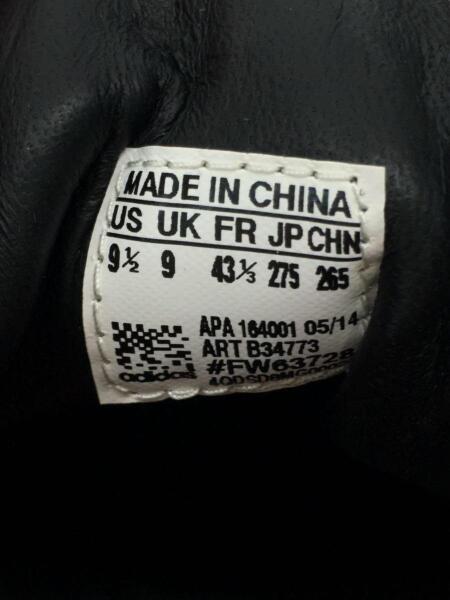 MADE IN CHINA
US UK FR JP CHN
9½ 9 43⅓ 275 265
APA 164001 05/14
ART B34773
#FW63728
adidas